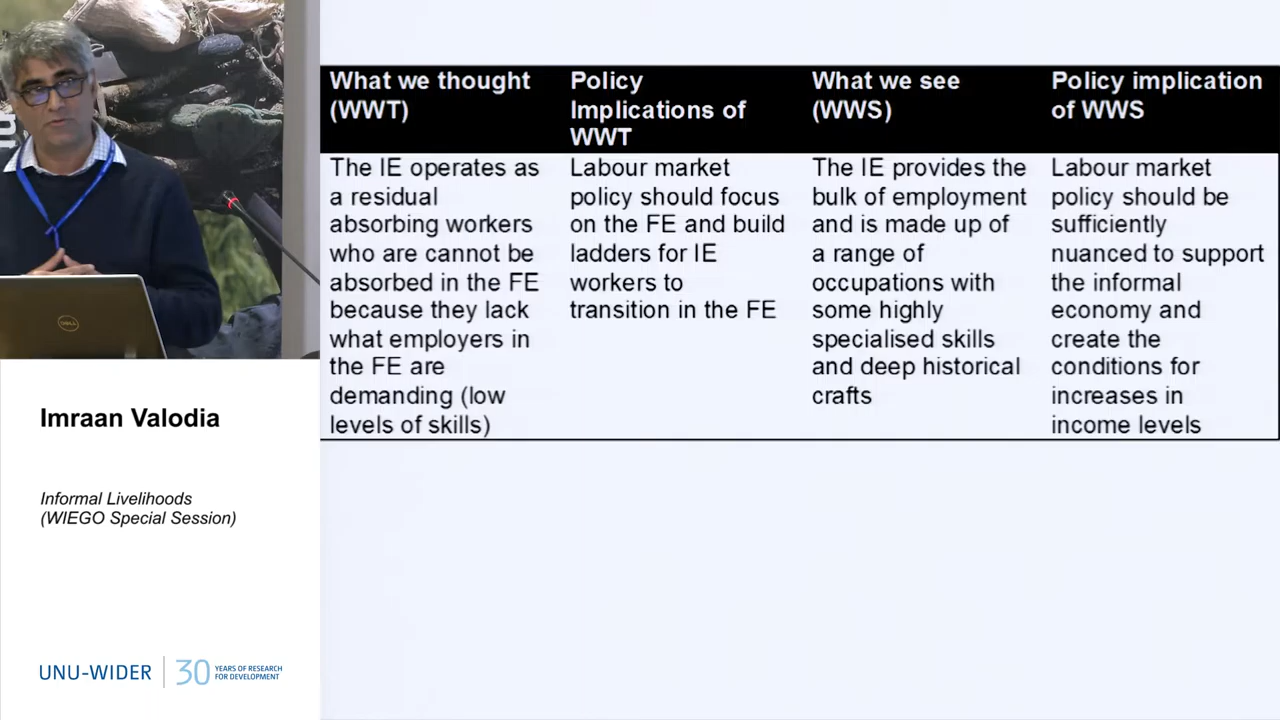 What we thought
(WWT)
Policy
Implications of
WWT
What we see
(WWS)
Policy implication
of WWS
The IE operates as
a residual
absorbing workers
who are cannot be
absorbed in the FE
because they lack
what employers in
the FE are
demanding (low
levels of skills)
Labour market
policy should focus
on the FE and build
ladders for IE
workers to
transition in the FE
The IE provides the
bulk of employment
and is made up of
a range of
occupations with
some highly
specialised skills
and deep historical
crafts
Labour market
policy should be
sufficiently
nuanced to support
the informal
economy and
create the
conditions for
increases in
income levels
DELL
Imraan Valodia
Informal Livelihoods
(WIEGO Special Session)
UNU-WIDER
30
YEARS OF RESEARCH
FOR DEVELOPMENT